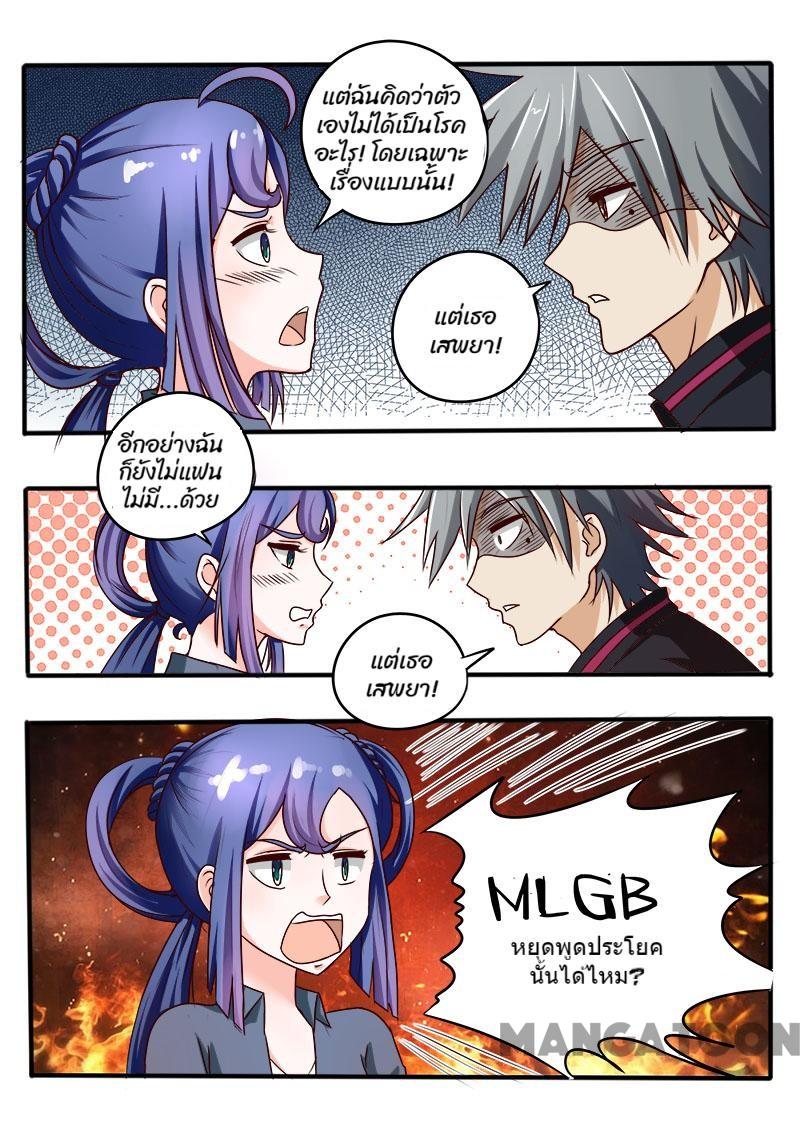 แต่ฉันคิดว่าตัว
เองไม่ได้เป็นโรค
อะไร! โดยเฉพาะ
เรื่องแบบนั้น!
แต่เธอ
เสพยา!
อีกอย่างฉัน
ก็ยังไม่แฟน
ไม่มี...ด้วย
แต่เธอ
เสพยา!
MLGB
หยุดพูดประโยค
นั้นได้ไหม?
MANGATOON